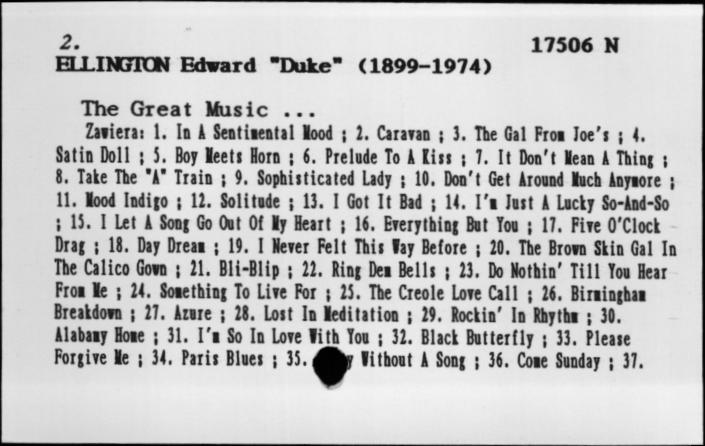 2.
17506 N
ELLINGTON Edward "Duke" (1899-1974)
The Great Music ...
Zawiera: 1. In A Sentimental Mood ; 2. Caravan ; 3. The Gal From Joe's ; 4.
Satin Doll ; 5. Boy Meets Horn ; 6. Prelude To A Kiss ; 7. It Don't Mean A Thing ;
8. Take The "A" Train ; 9. Sophisticated Lady ; 10. Don't Get Around Much Anymore ;
11. Mood Indigo ; 12. Solitude ; 13. I Got It Bad ; 14. I'm Just A Lucky So-And-So
; 15. I Let A Song Go Out Of My Heart ; 16. Everything But You ; 17. Five O'Clock
Drag ; 18. Day Dream ; 19. I Never Felt This Way Before ; 20. The Brown Skin Gal In
The Calico Gown ; 21. Bli-Blip ; 22. Ring Dem Bells ; 23. Do Nothin' Till You Hear
From Me ; 24. Something To Live For ; 25. The Creole Love Call ; 26. Birmingham
Breakdown ; 27. Azure ; 28. Lost In Meditation ; 29. Rockin' In Rhythm ; 30.
Alabamy Home ; 31. I'm So In Love With You ; 32. Black Butterfly ; 33. Please
Forgive Me ; 34. Paris Blues ; 35. Without A Song ; 36. Come Sunday ; 37.